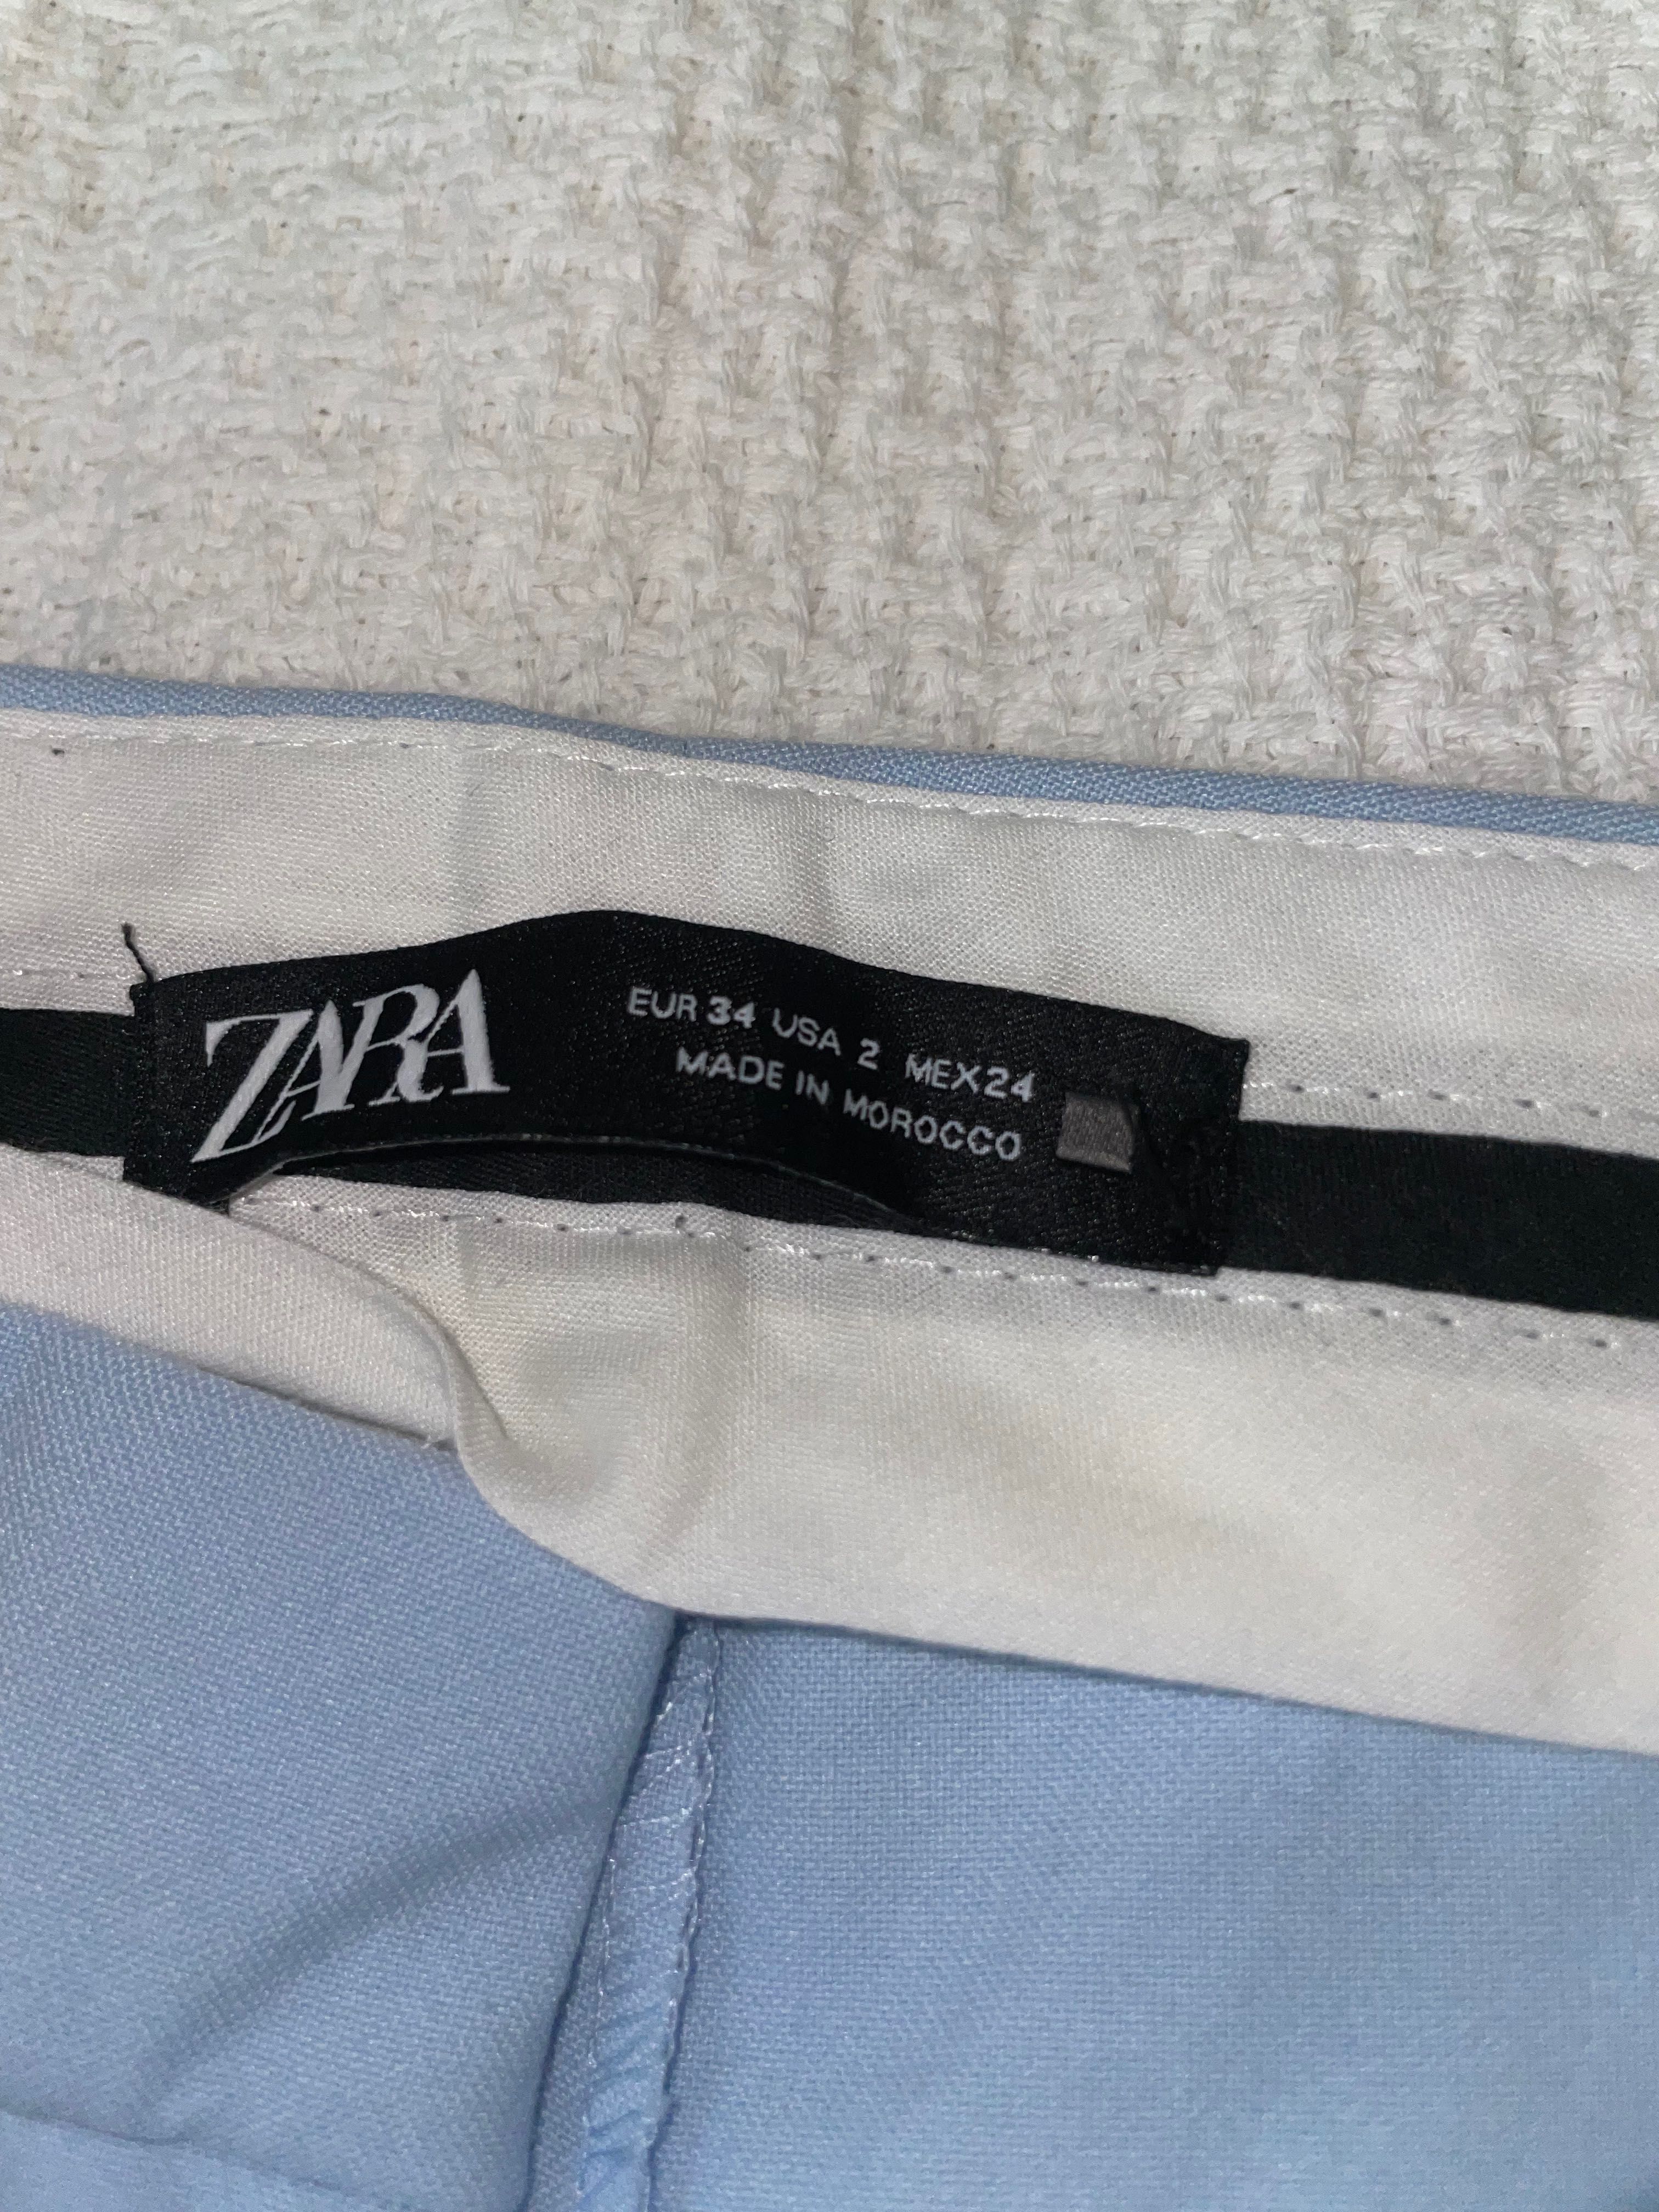 ZARA
EUR 34 USA 2 MEX24
MADE IN MOROCCO